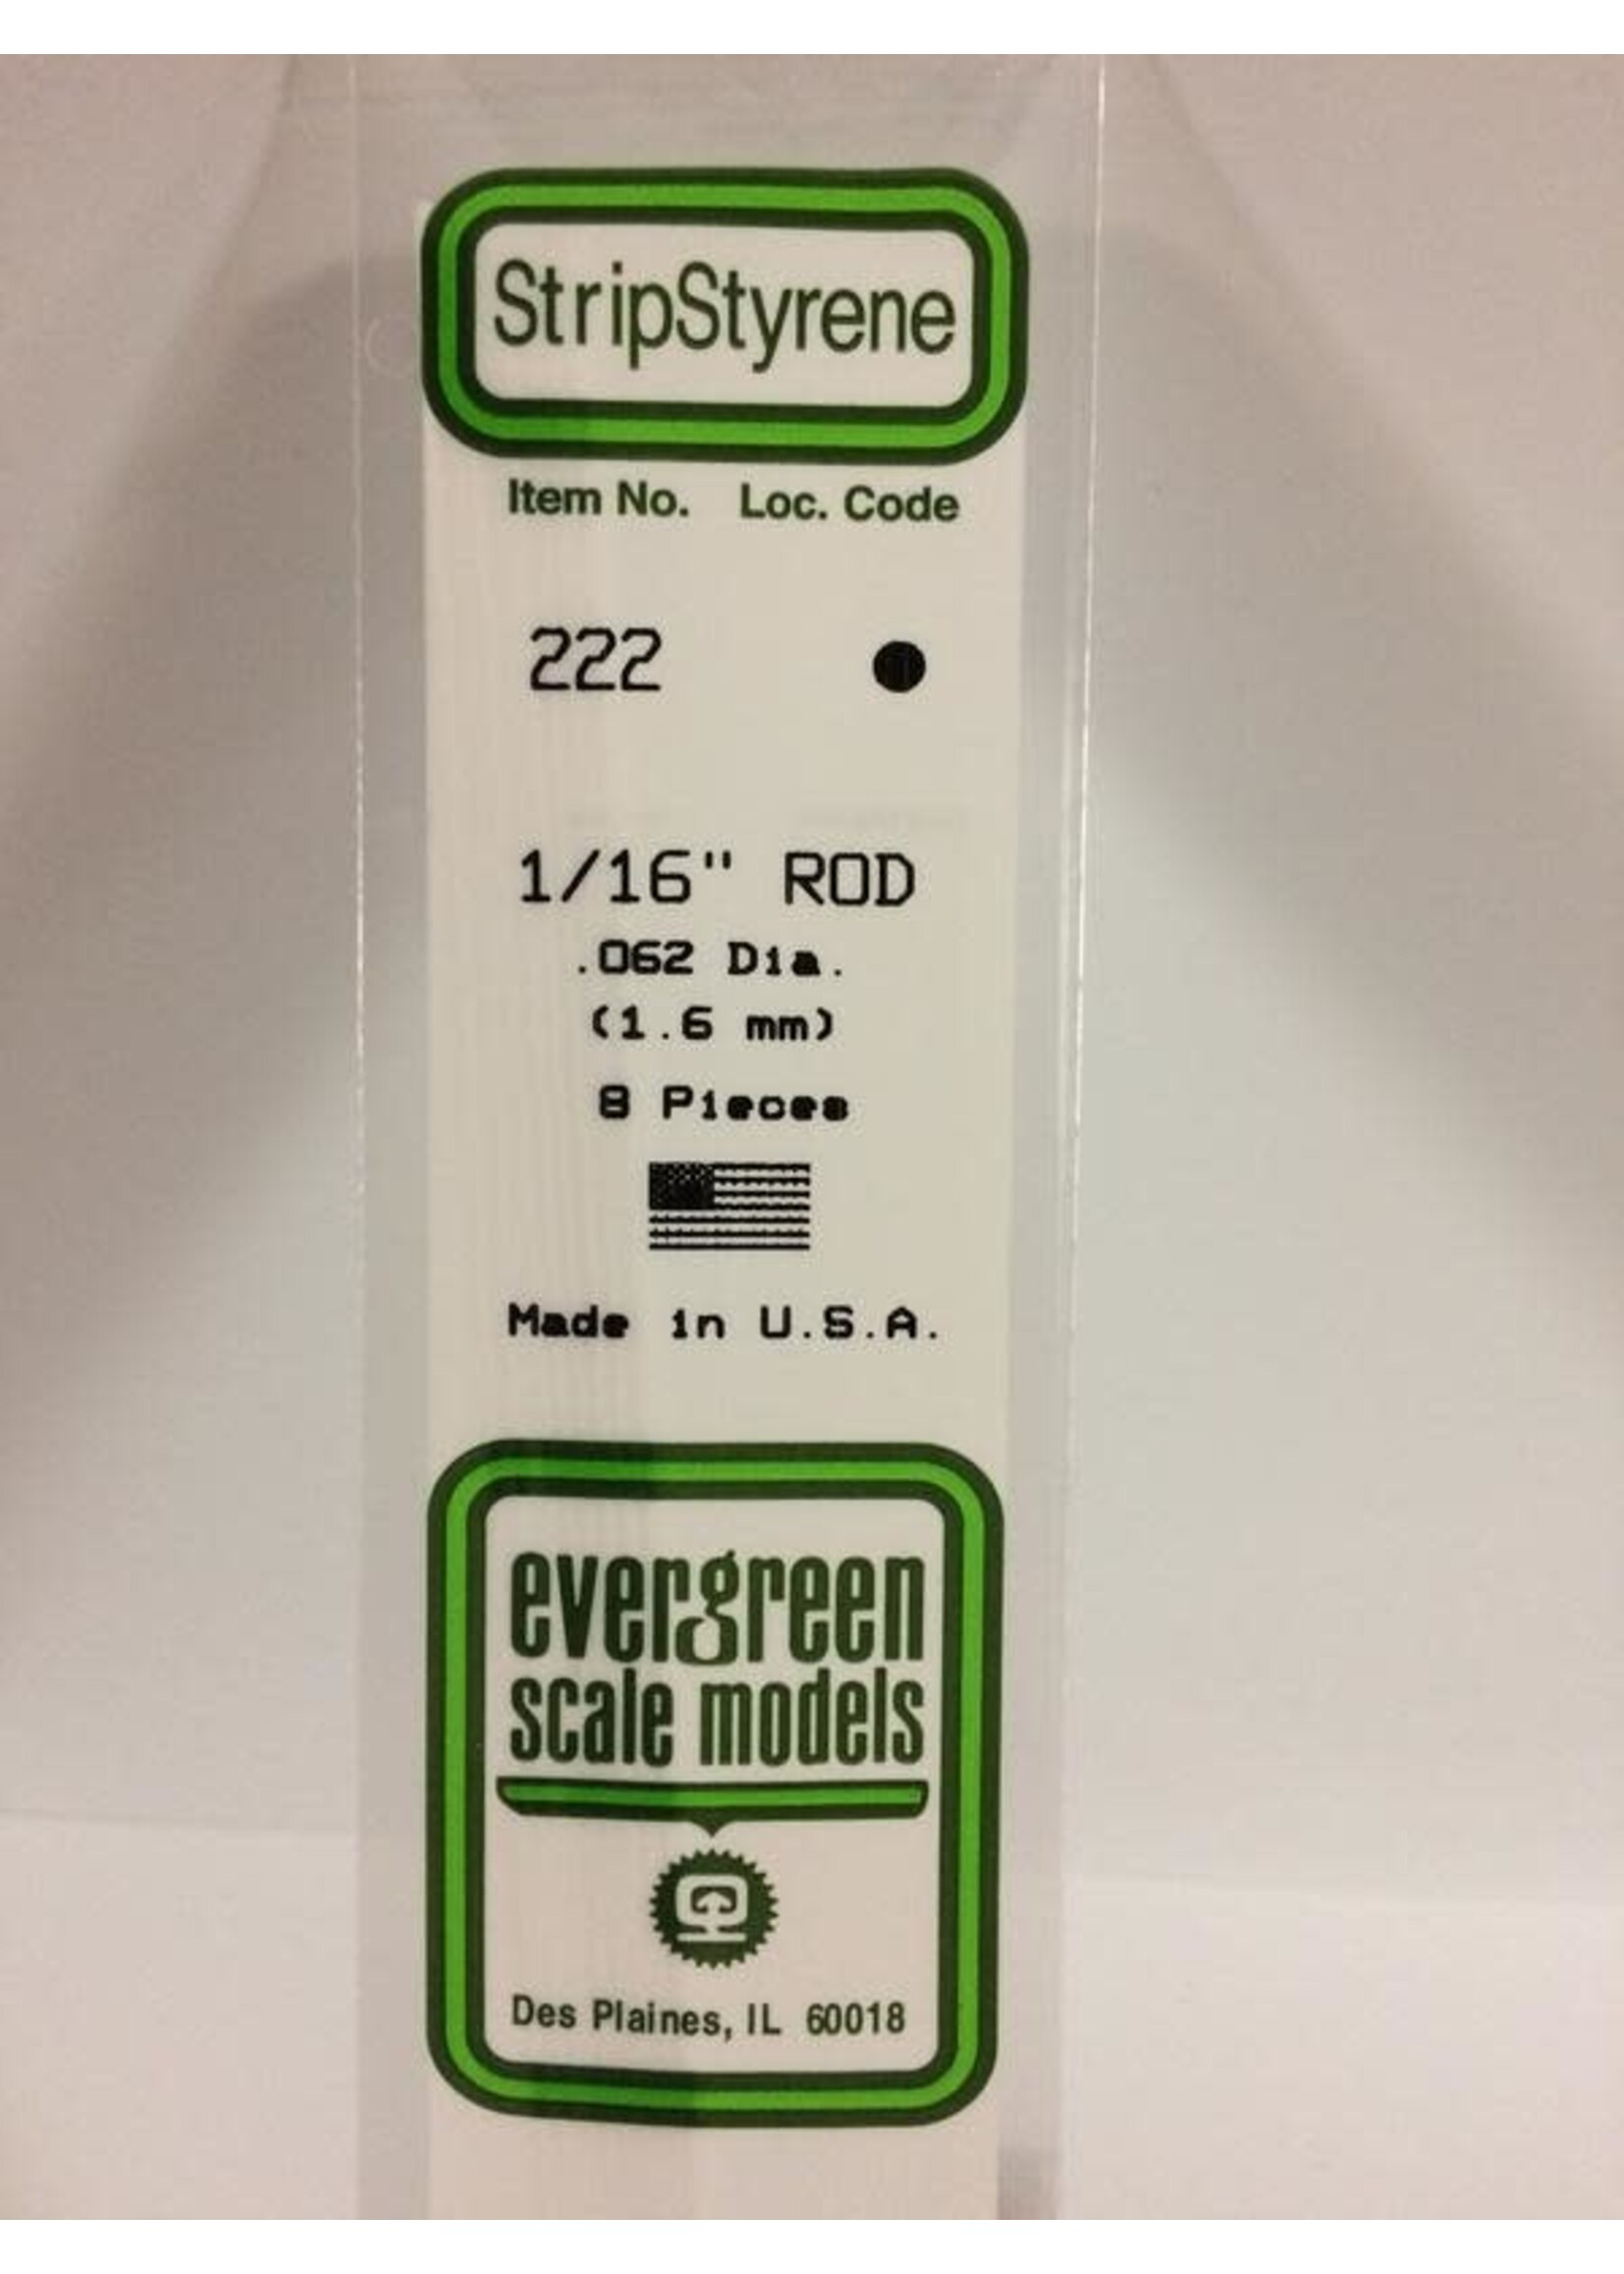 StripStyrene
Item No. Loc. Code
222
1/16" ROD
.062 Dia.
(1.6 mm)
8 Pieces
Made in U.S.A.
evergreen
scale models
Des Plaines, IL 60018